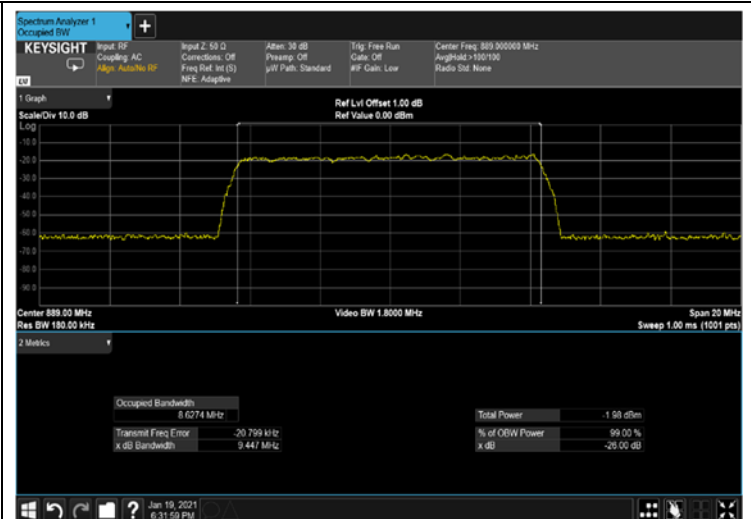 Spectrum Analyzer 1
Occupied BW
+
KEYSIGHT
Input: RF
Coupling: AC
Align: Auto/No RF
Input Z: 50 Ω
Corrections: Off
Freq Ref: Int (S)
NFE: Adaptive
Atten: 30 dB
Preamp: Off
µW Path: Standard
Trig: Free Run
Gate: Off
#IF Gain: Low
Center Freq: 889.000000 MHz
Avg|Hold:>100/100
Radio Std: None
LV
1 Graph
Scale/Div 10.0 dB
Ref Lvl Offset 1.00 dB
Ref Value 0.00 dBm
Log
-10.0
-20.0
-30.0
-40.0
-50.0
-60.0
-70.0
-80.0
-90.0
Center 889.00 MHz
Res BW 180.00 kHz
Video BW 1.8000 MHz
Span 20 MHz
Sweep 1.00 ms (1001 pts)
2 Metrics
Occupied Bandwidth
8.6274 MHz
Transmit Freq Error -20.799 kHz
x dB Bandwidth 9.447 MHz
Total Power -1.98 dBm
% of OBW Power 99.00 %
x dB -26.00 dB
?
Jan 19, 2021
6:31:59 PM